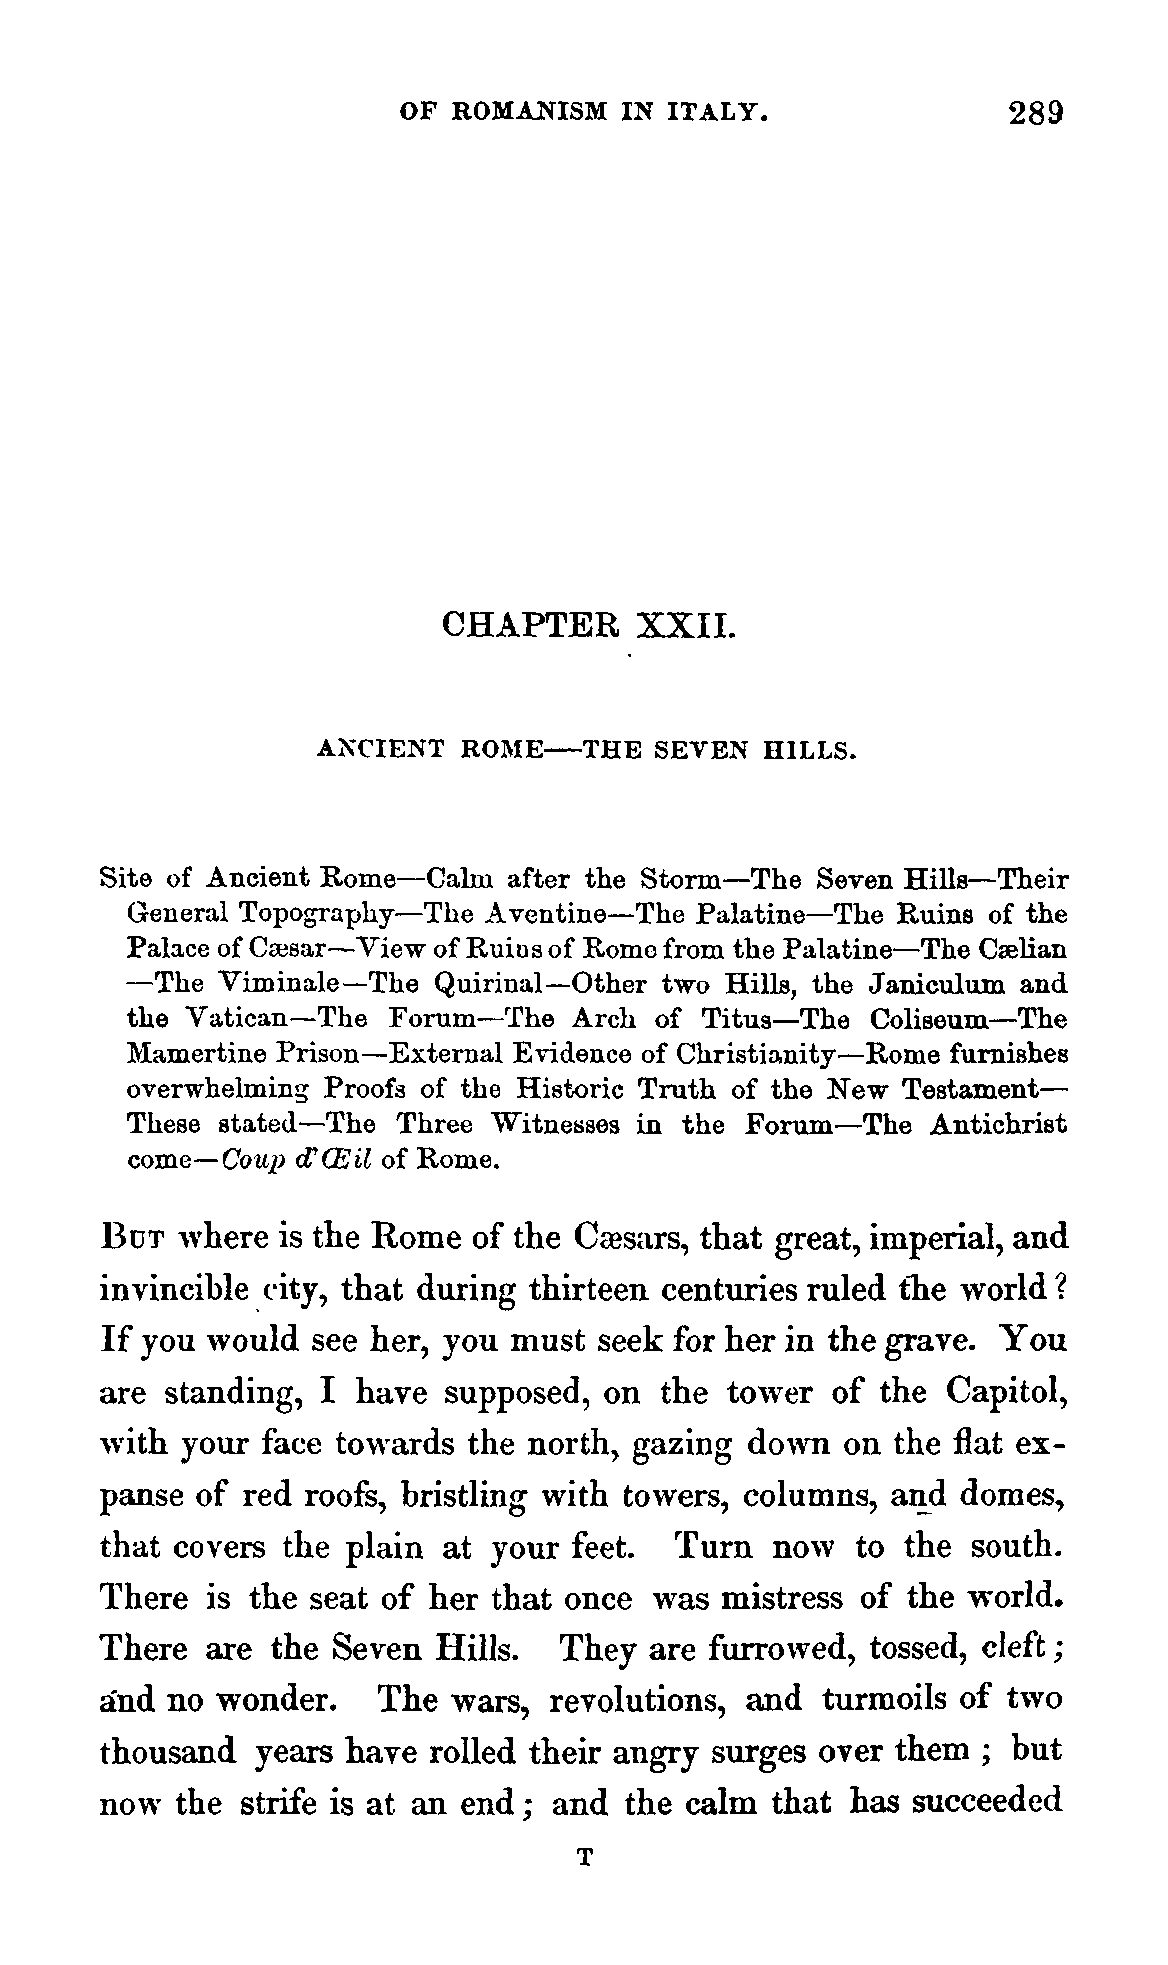 OF ROMANISM IN ITALY. 289
CHAPTER XXII.
ANCIENT ROME—THE SEVEN HILLS.
Site of Ancient Rome—Calm after the Storm—The Seven Hills—Their
General Topography—The Aventine—The Palatine—The Ruins of the
Palace of Cæsar—View of Ruins of Rome from the Palatine—The Cælian
—The Viminale—The Quirinal—Other two Hills, the Janiculum and
the Vatican—The Forum—The Arch of Titus—The Coliseum—The
Mamertine Prison—External Evidence of Christianity—Rome furnishes
overwhelming Proofs of the Historic Truth of the New Testament—
These stated—The Three Witnesses in the Forum—The Antichrist
come—Coup d'Œil of Rome.
BUT where is the Rome of the Cæsars, that great, imperial, and
invincible city, that during thirteen centuries ruled the world?
If you would see her, you must seek for her in the grave. You
are standing, I have supposed, on the tower of the Capitol,
with your face towards the north, gazing down on the flat ex-
panse of red roofs, bristling with towers, columns, and domes,
that covers the plain at your feet. Turn now to the south.
There is the seat of her that once was mistress of the world.
There are the Seven Hills. They are furrowed, tossed, cleft;
and no wonder. The wars, revolutions, and turmoils of two
thousand years have rolled their angry surges over them; but
now the strife is at an end; and the calm that has succeeded
T